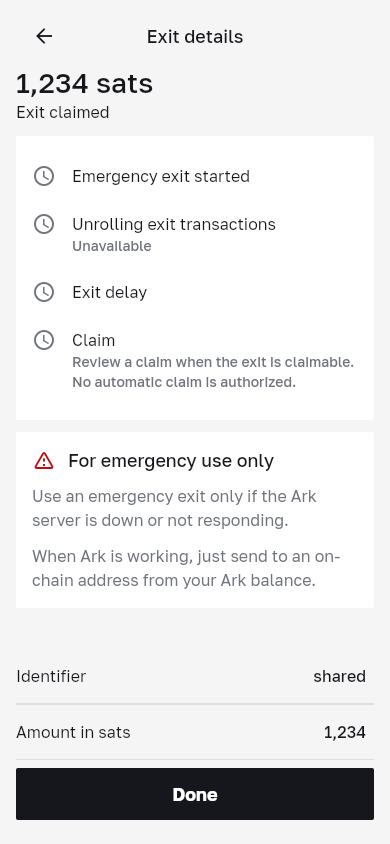 Exit details
1,234 sats
Exit claimed
Emergency exit started
Unrolling exit transactions
Unavailable
Exit delay
Claim
Review a claim when the exit is claimable.
No automatic claim is authorized.
For emergency use only
Use an emergency exit only if the Ark
server is down or not responding.
When Ark is working, just send to an on-
chain address from your Ark balance.
Identifier shared
Amount in sats 1,234
Done